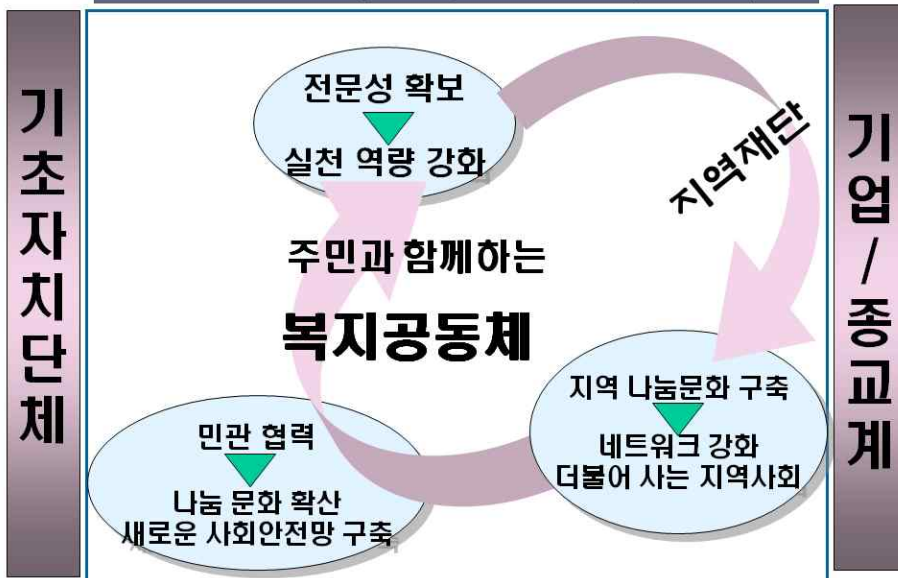 기초자치단체
전문성 확보
실천 역량 강화
지역재단
주민과 함께하는
복지공동체
지역 나눔문화 구축
네트워크 강화
더불어 사는 지역사회
민관 협력
나눔 문화 확산
새로운 사회안전망 구축
기업/종교계